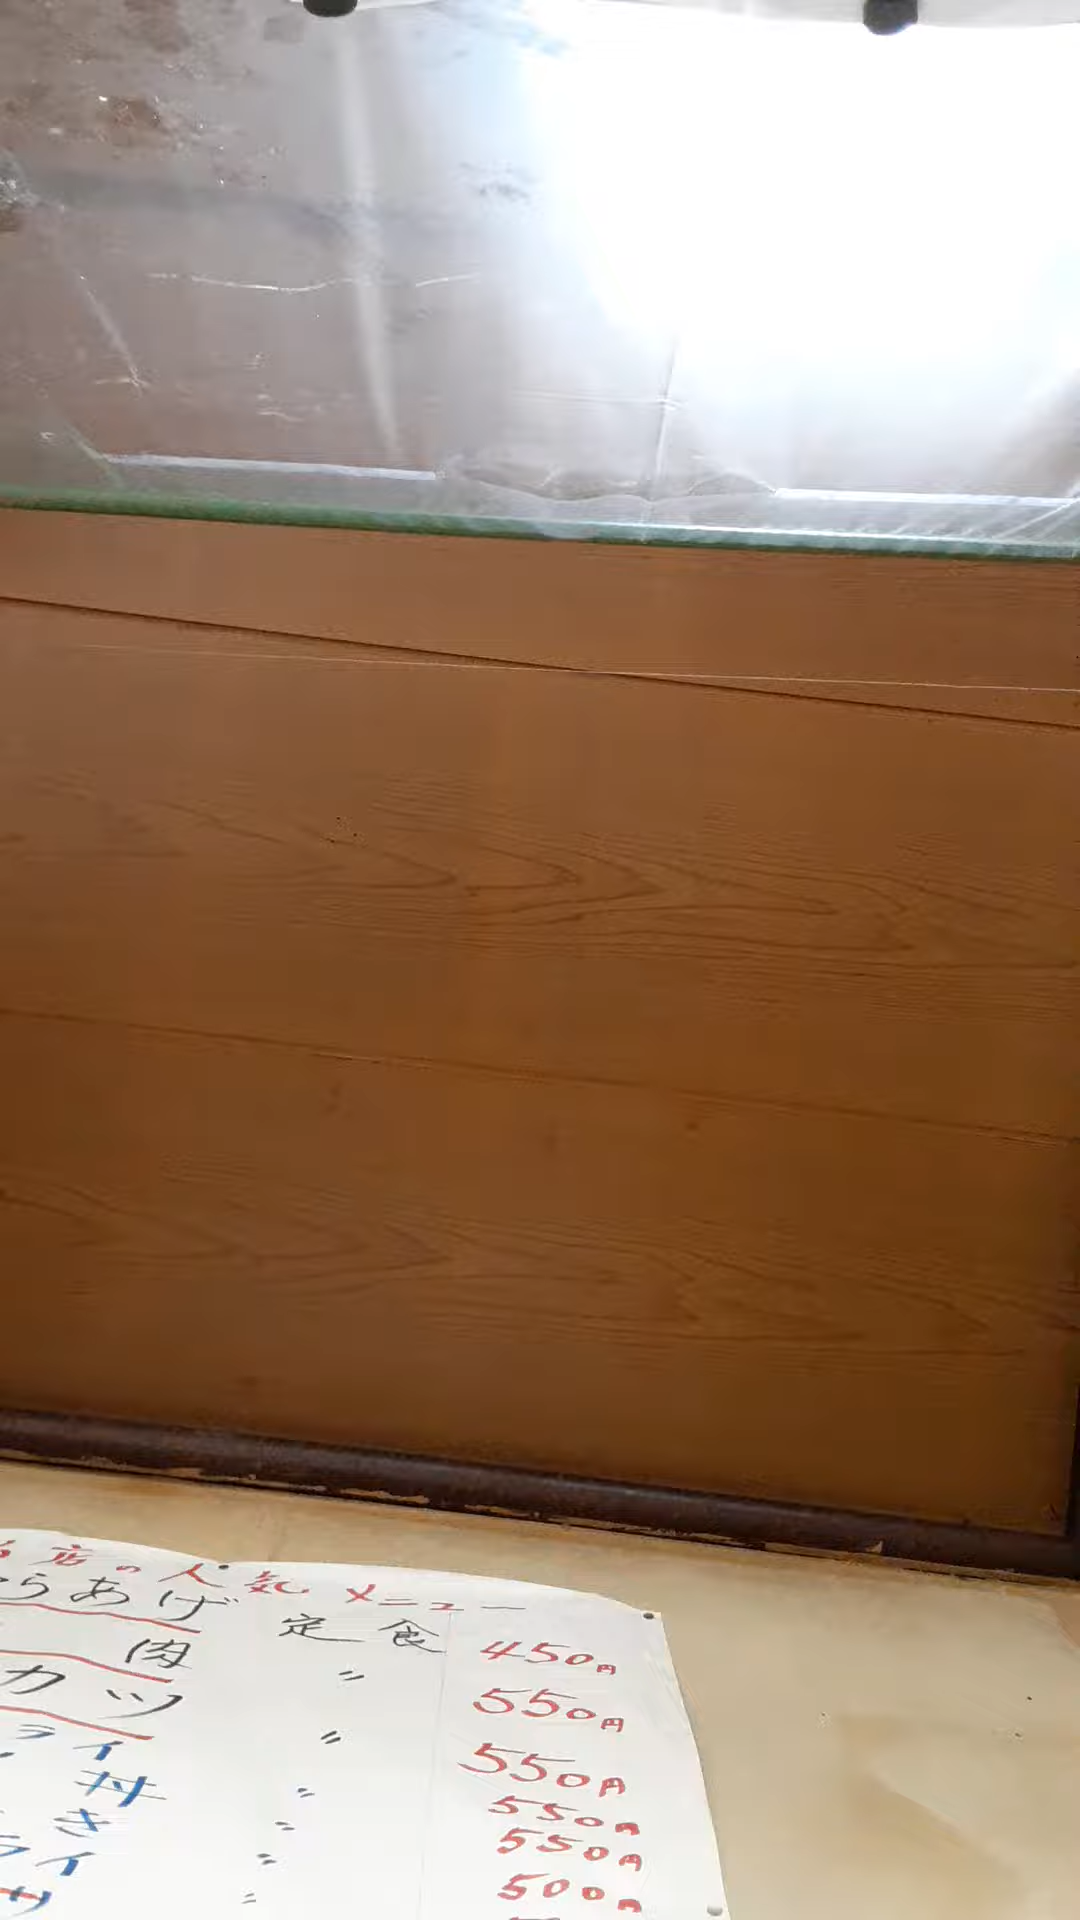 店の人気メニュー
らあげ 定食 450円
肉 〃 550円
カツ 〃 550円
ライ 〃 550円
丼 〃 550円
き 〃 500円
ライ 〃